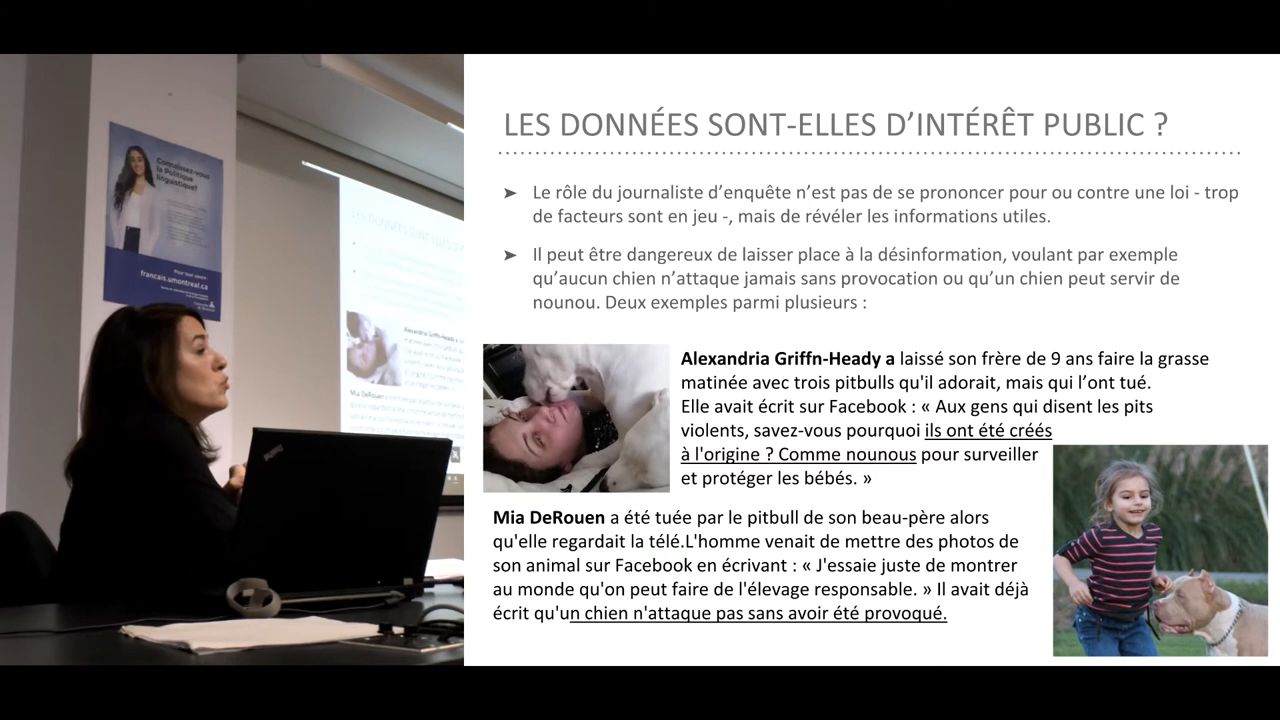 Connaissez-vous
la Politique
linguistique?
Pour tout savoir
francais.umontreal.ca
ThinkPad
LES DONNÉES SONT-ELLES D'INTÉRÊT PUBLIC ?
➤ Le rôle du journaliste d'enquête n'est pas de se prononcer pour ou contre une loi - trop
de facteurs sont en jeu -, mais de révéler les informations utiles.
➤ Il peut être dangereux de laisser place à la désinformation, voulant par exemple
qu'aucun chien n'attaque jamais sans provocation ou qu'un chien peut servir de
nounou. Deux exemples parmi plusieurs :
Alexandria Griffn-Heady a laissé son frère de 9 ans faire la grasse
matinée avec trois pitbulls qu'il adorait, mais qui l'ont tué.
Elle avait écrit sur Facebook : « Aux gens qui disent les pits
violents, savez-vous pourquoi ils ont été créés
à l'origine ? Comme nounous pour surveiller
et protéger les bébés. »
Mia DeRouen a été tuée par le pitbull de son beau-père alors
qu'elle regardait la télé.L'homme venait de mettre des photos de
son animal sur Facebook en écrivant : « J'essaie juste de montrer
au monde qu'on peut faire de l'élevage responsable. » Il avait déjà
écrit qu'un chien n'attaque pas sans avoir été provoqué.